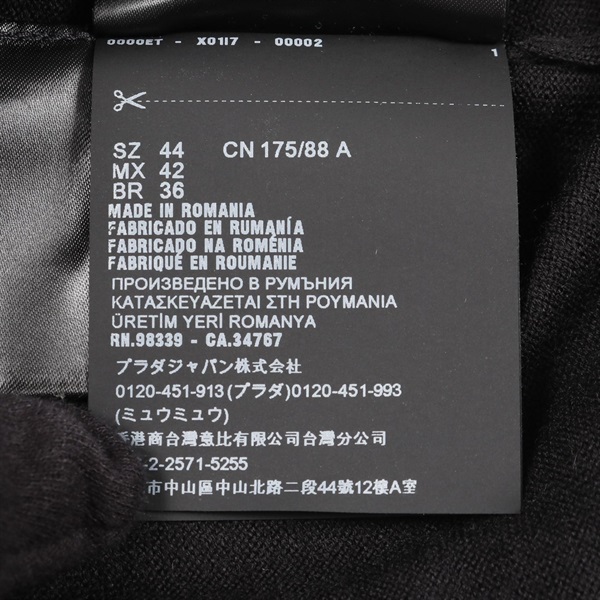 0000ET - X01I7 - 00002
1
SZ 44 CN 175/88 A
MX 42
BR 36
MADE IN ROMANIA
FABRICADO EN RUMANÍA
FABRICADO NA ROMÉNIA
FABRIQUÉ EN ROUMANIE
ПРОИЗВЕДЕНО В РУМЪНИЯ
ΚΑΤΑΣΚΕΥΑΖΕΤΑΙ ΣΤΗ ΡΟΥΜΑΝΙΑ
ÜRETİM YERİ ROMANYA
RN.98339 - CA.34767
プラダジャパン株式会社
0120-451-913(プラダ)0120-451-993
(ミュウミュウ)
香港商台灣意比有限公司台灣分公司
-2-2571-5255
市中山區中山北路二段44號12樓A室